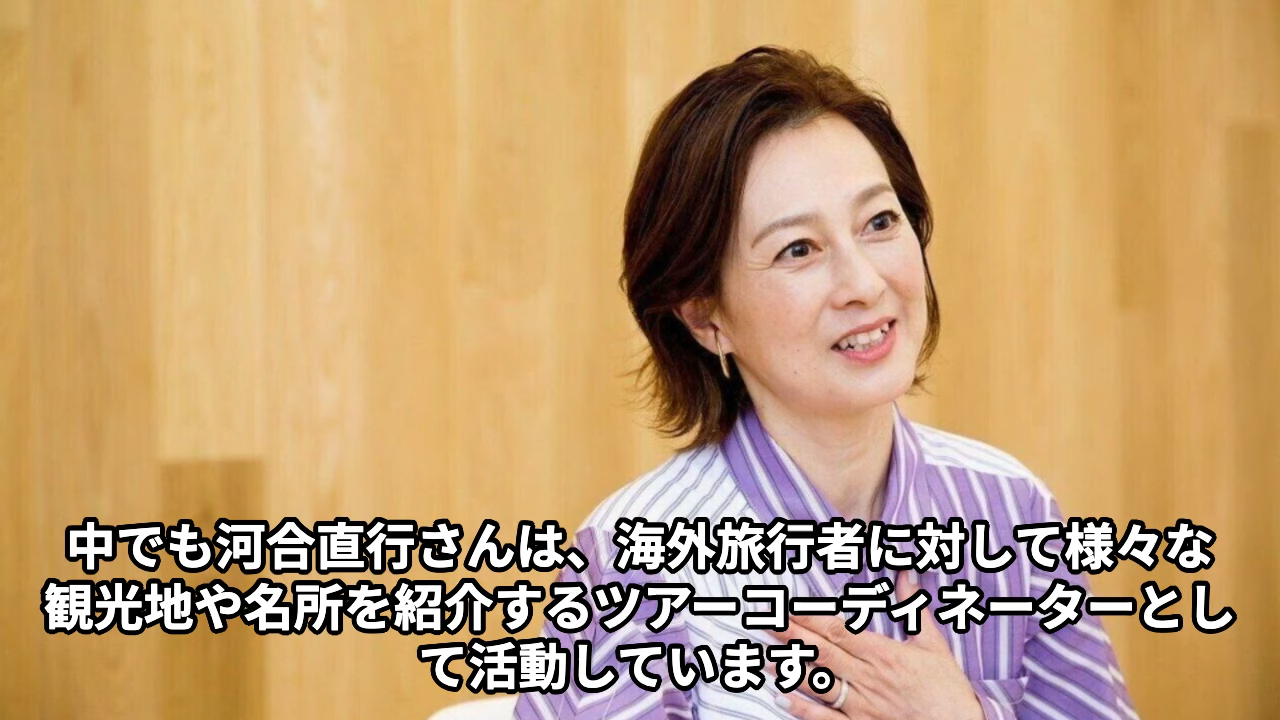 中でも河合直行さんは、海外旅行者に対して様々な
観光地や名所を紹介するツアーコーディネーターとし
て活動しています。